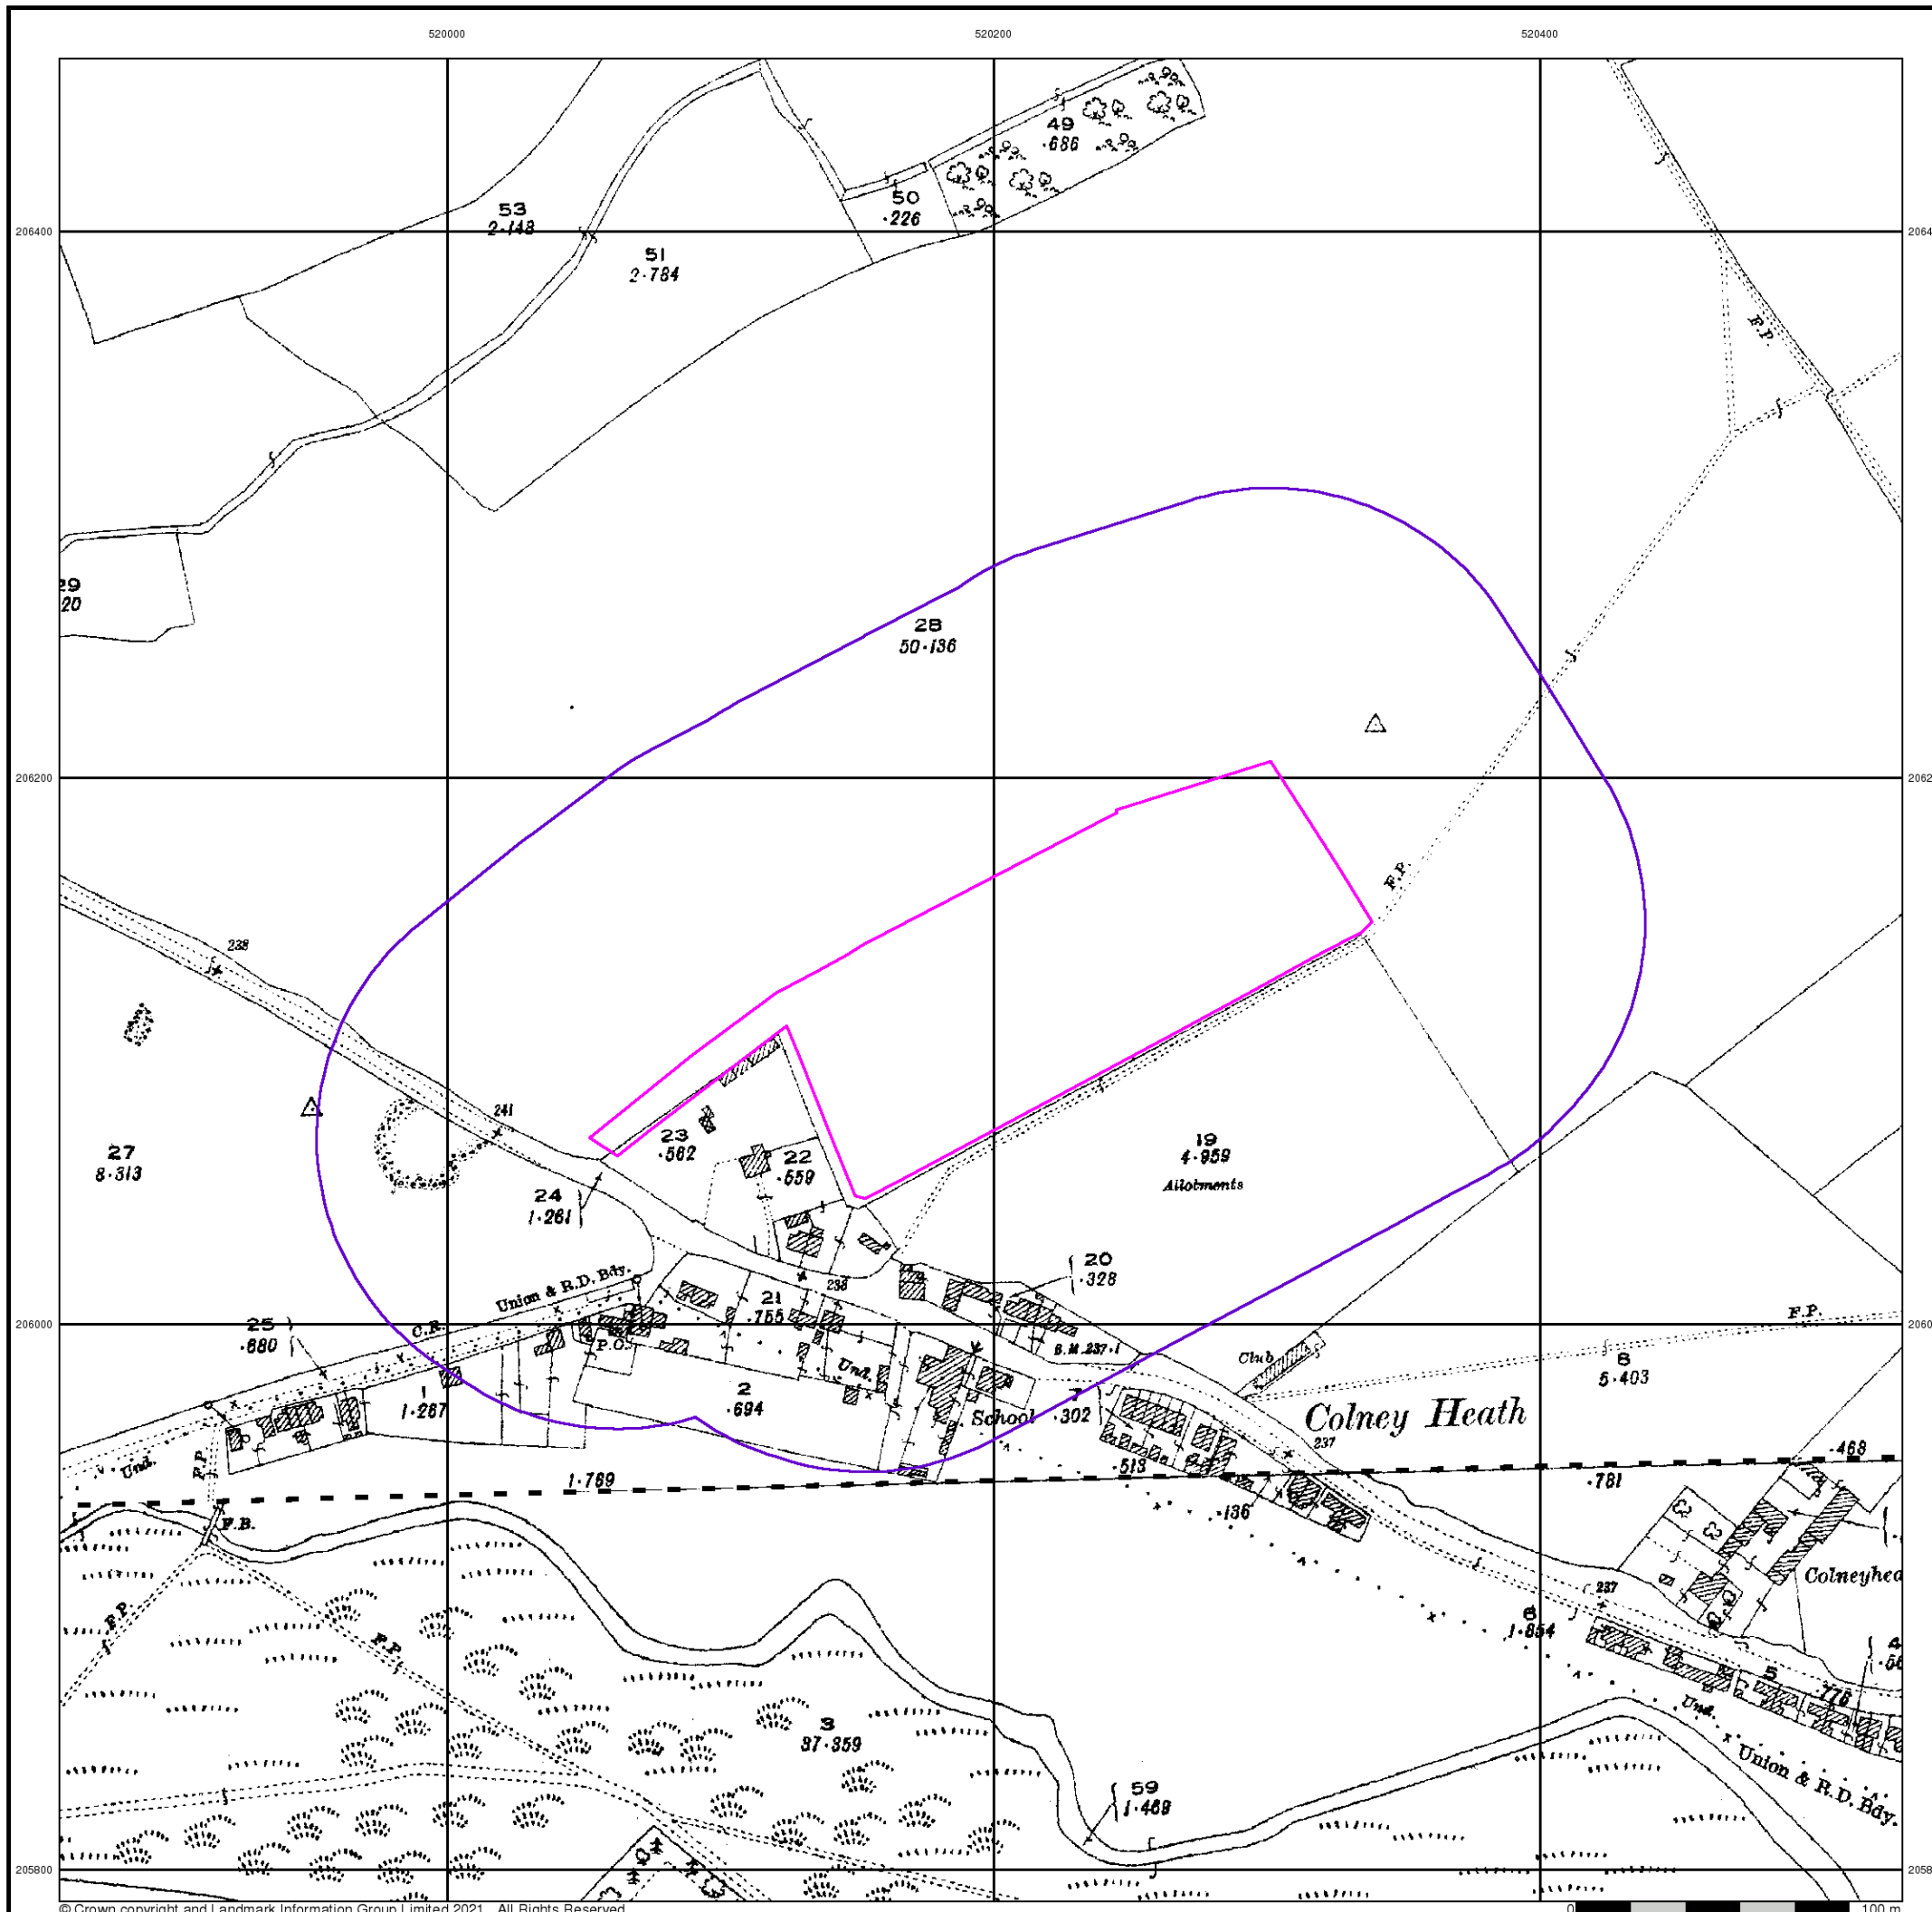 520000 520200 520400
49
·686
50
·226
53
2·148
206400
51
2·784
F.P.
29
20
28
50·136
206200
F.P.
238
241
27
8·313
23
·562
22
·559
19
4·959
Allotments
24
1·261
20
·328
Union & R.D. Bdy.
238
21
·755
25
·680
C.R.
206000
F.P.
P.O.
B.M. 237·1
Club
8
5·403
Und.
1
1·267
2
·694
7
·302
School
Colney Heath
237
·468
Und.
F.P.
·513
1·769
·781
·136
F.B.
F.P.
F.P.
237
6
1·854
5
·776
Und.
3
37·359
Union & R.D. Bdy.
59
1·469
© Crown copyright and Landmark Information Group Limited 2021. All Rights Reserved.
0 100 m